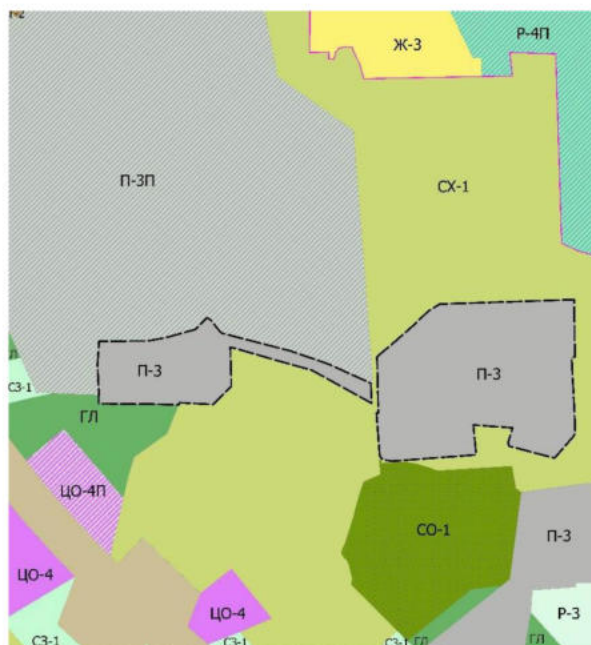 Ж-3
Р-4П
П-3П
СХ-1
П-3
П-3
СЗ-1
ГЛ
ЦО-4П
СО-1
П-3
ЦО-4
ЦО-4
Р-3
СЗ-1
СЗ-1
СЗ-1
ГЛ
ГЛ